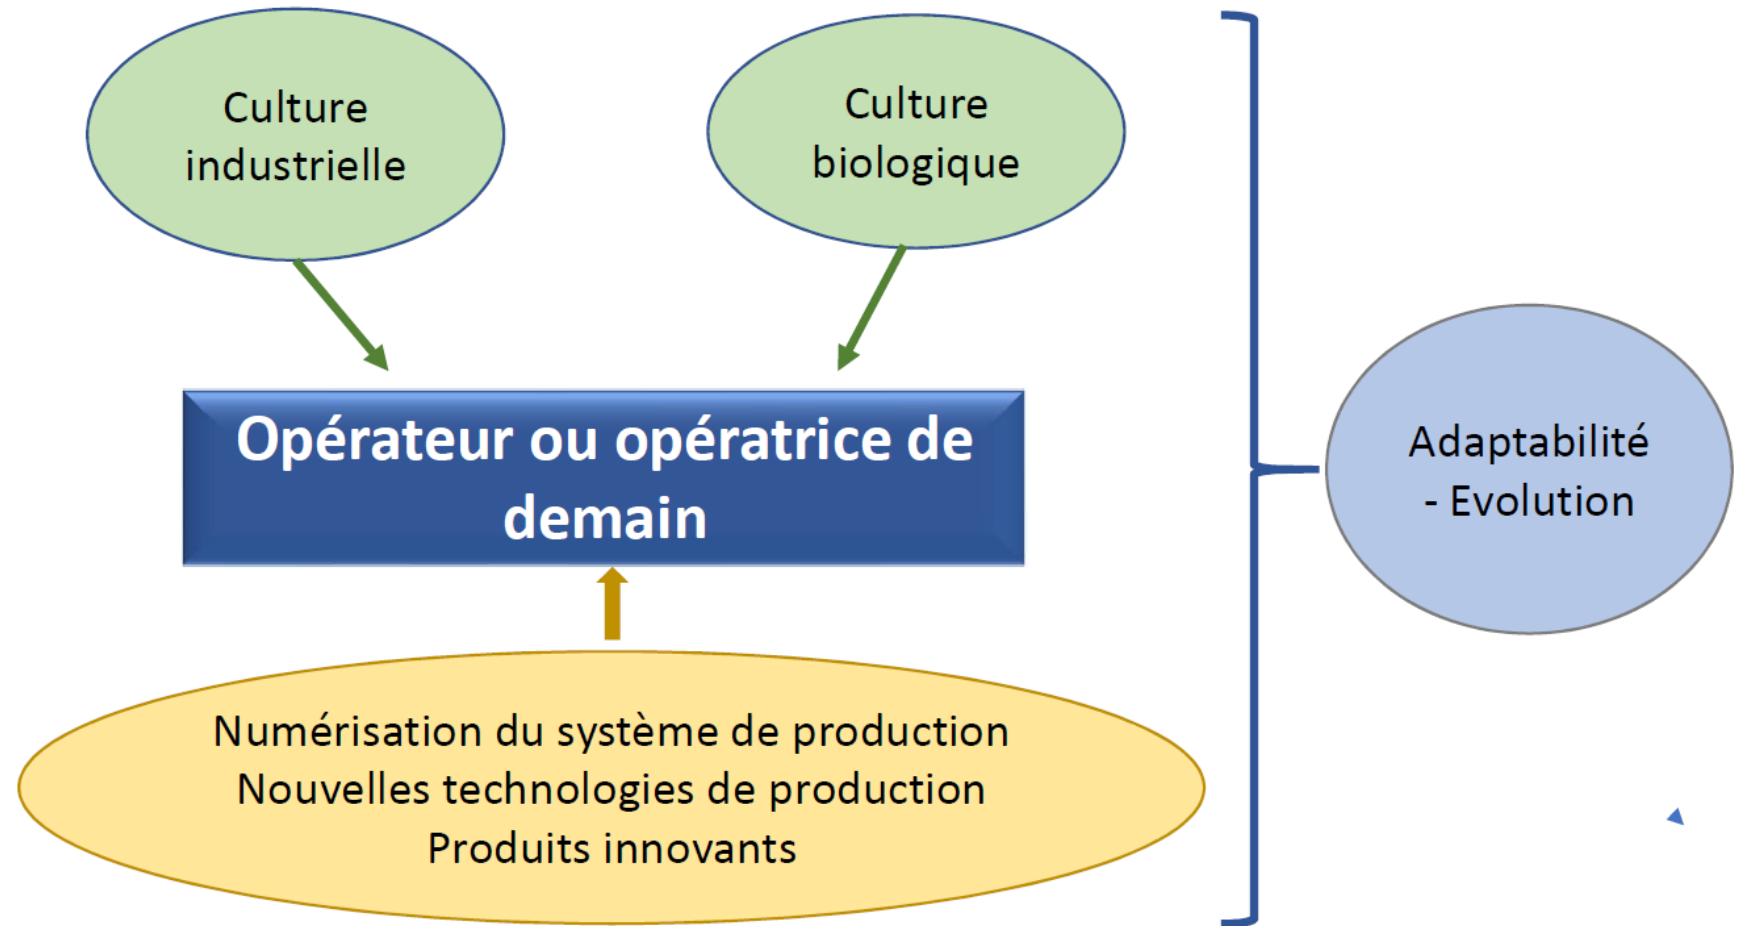 Culture
industrielle
Culture
biologique
Opérateur ou opératrice de
demain
Adaptabilité
- Evolution
Numérisation du système de production
Nouvelles technologies de production
Produits innovants